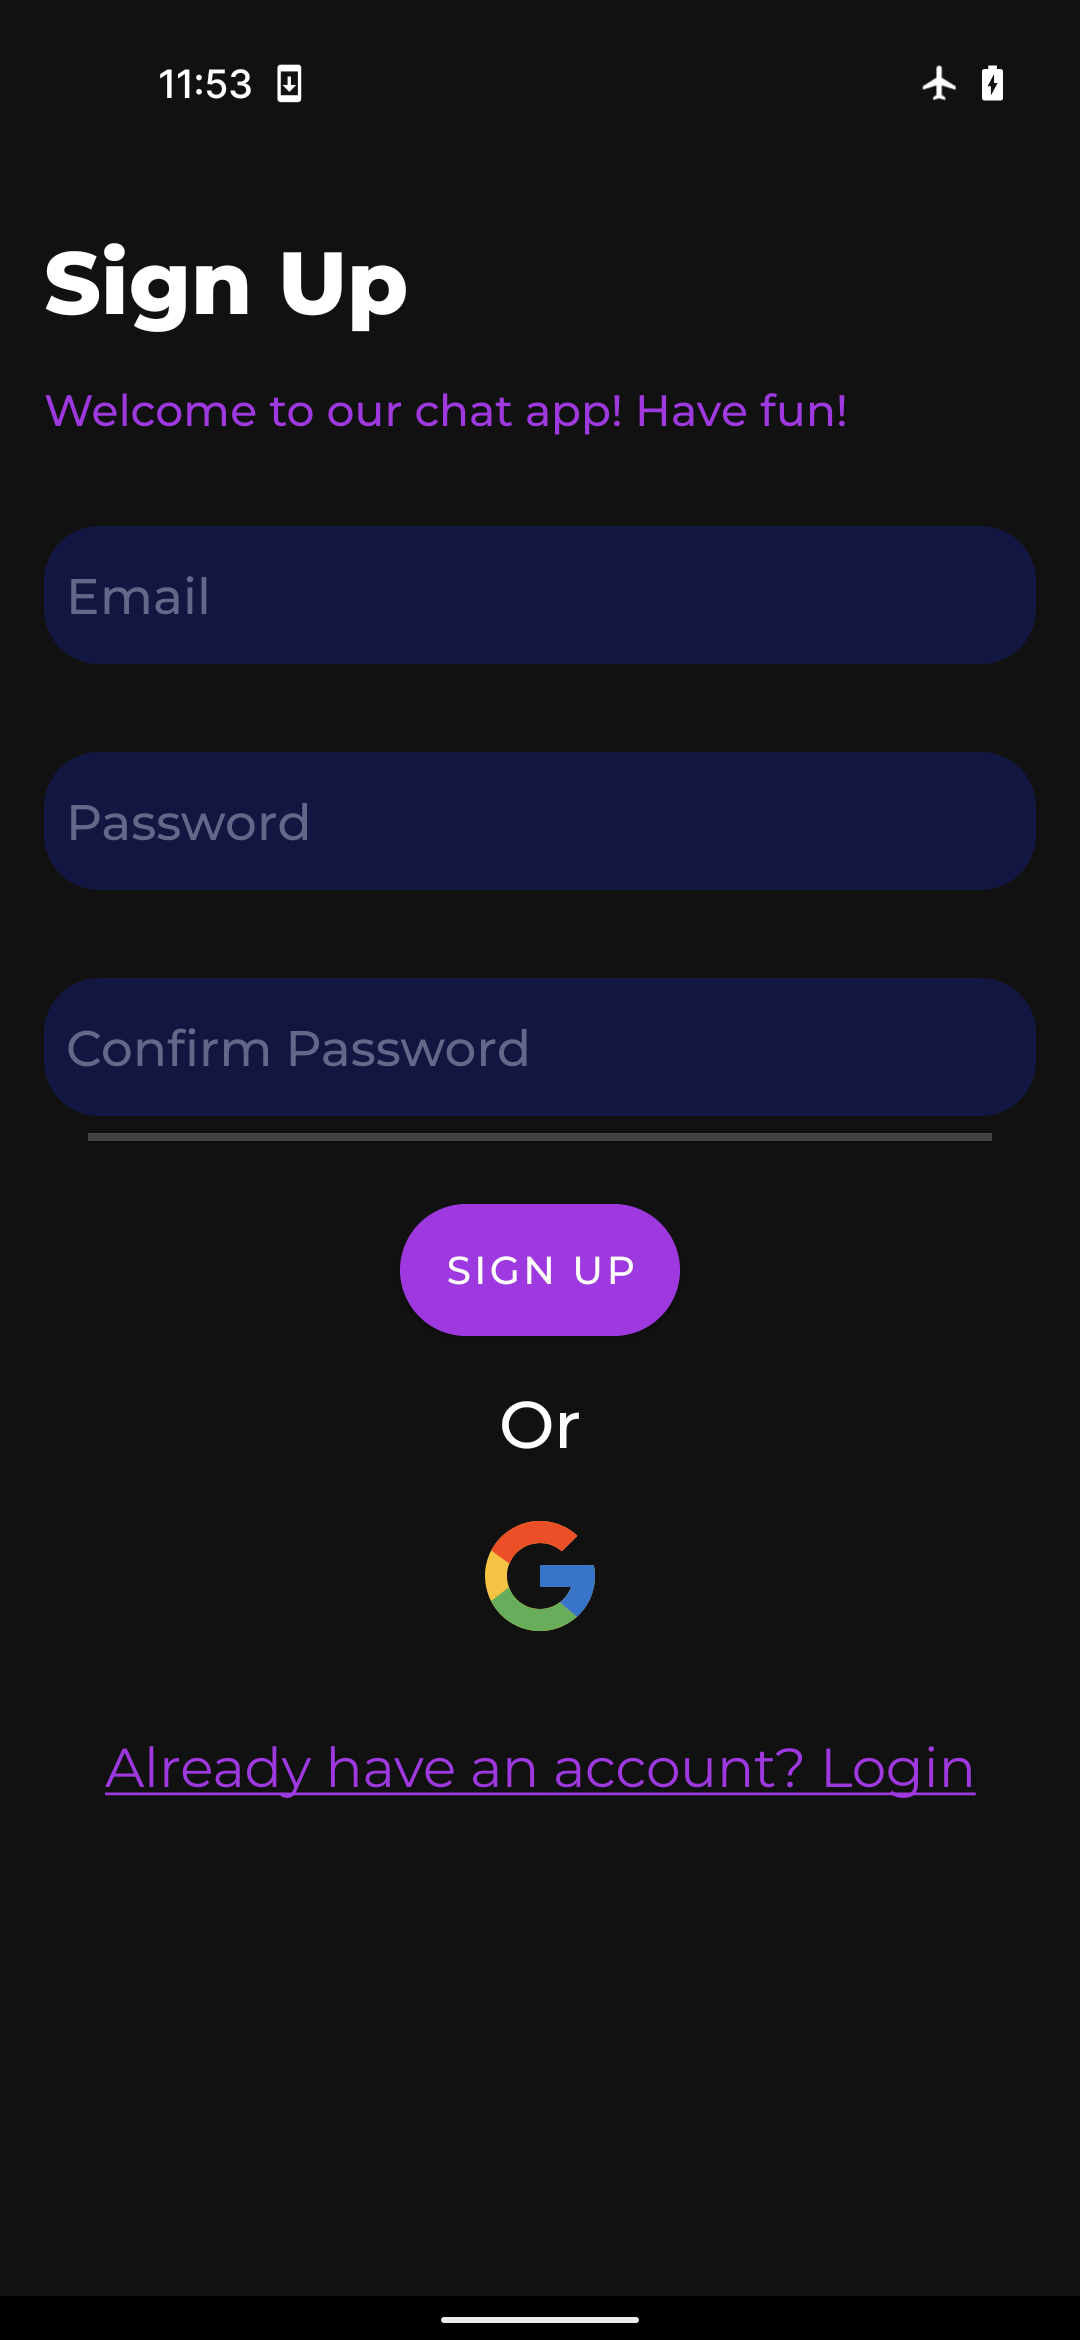 11:53
Sign Up
Welcome to our chat app! Have fun!
Email
Password
Confirm Password
SIGN UP
Or
Already have an account? Login